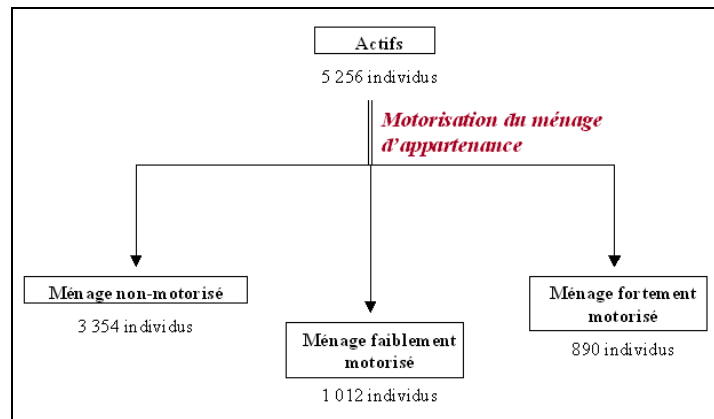 Actifs
5 256 individus
Motorisation du ménage
d'appartenance
Ménage non-motorisé
3 354 individus
Ménage faiblement
motorisé
1 012 individus
Ménage fortement
motorisé
890 individus